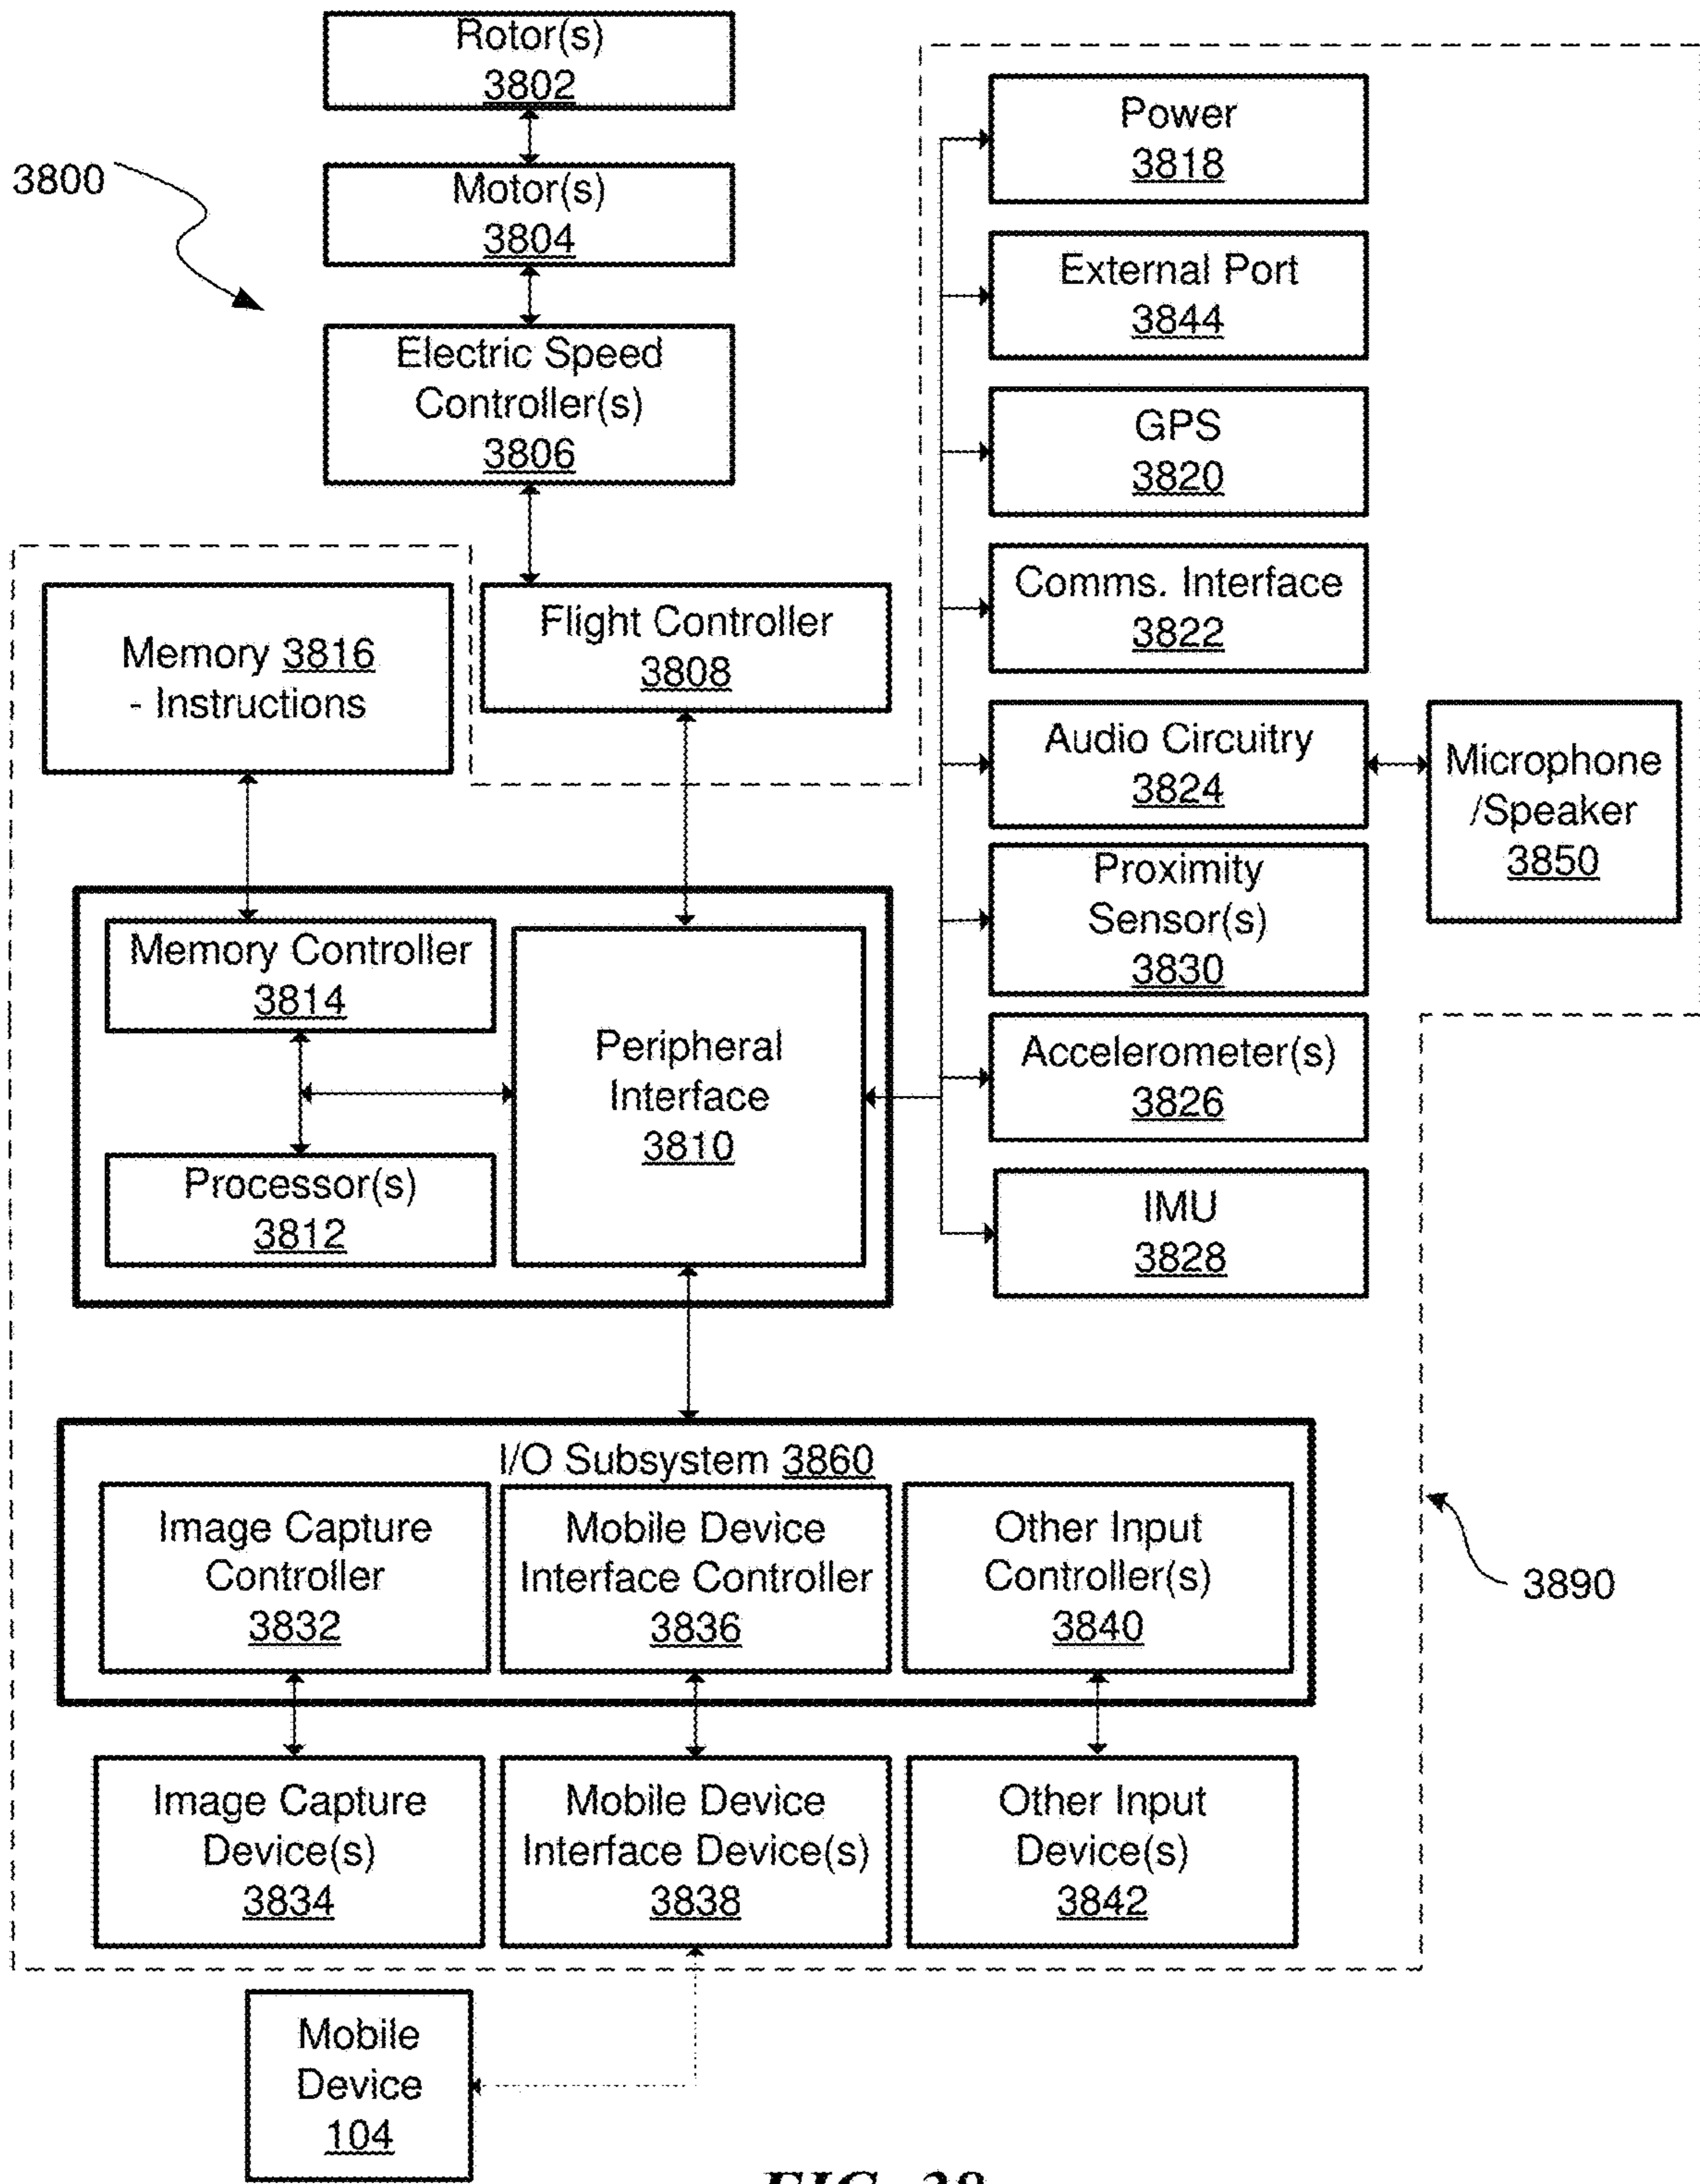 Rotor(s)
3802
3800
Motor(s)
3804
Electric Speed
Controller(s)
3806
Memory 3816
- Instructions
Flight Controller
3808
Memory Controller
3814
Processor(s)
3812
Peripheral
Interface
3810
Power
3818
External Port
3844
GPS
3820
Comms. Interface
3822
Audio Circuitry
3824
Microphone
/Speaker
3850
Proximity
Sensor(s)
3830
Accelerometer(s)
3826
IMU
3828
I/O Subsystem 3860
Image Capture
Controller
3832
Mobile Device
Interface Controller
3836
Other Input
Controller(s)
3840
3890
Image Capture
Device(s)
3834
Mobile Device
Interface Device(s)
3838
Other Input
Device(s)
3842
Mobile
Device
104
FIG. 38